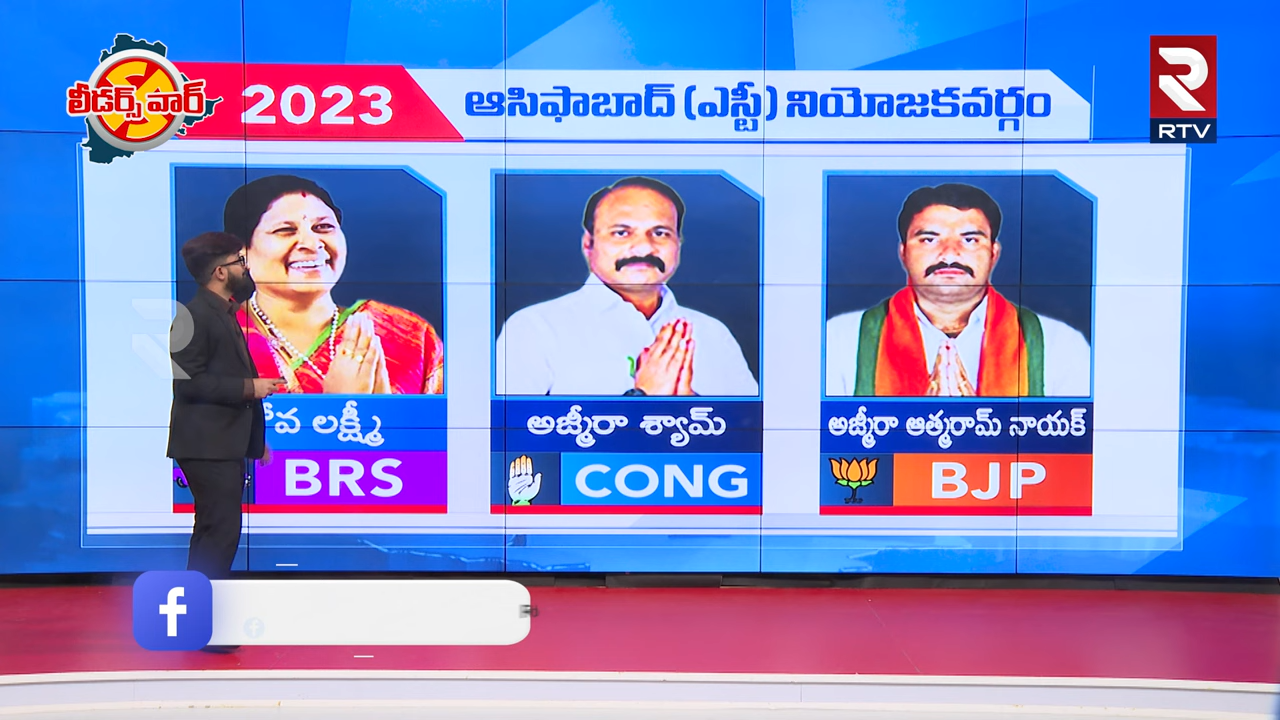 లీడర్స్ వార్
2023
ఆసిఫాబాద్ (ఎస్టీ) నియోజకవర్గం
R
RTV
లక్ష్మీ
BRS
అజ్మీరా శ్యామ్
CONG
అజ్మీరా ఆత్మరామ్ నాయక్
BJP
f